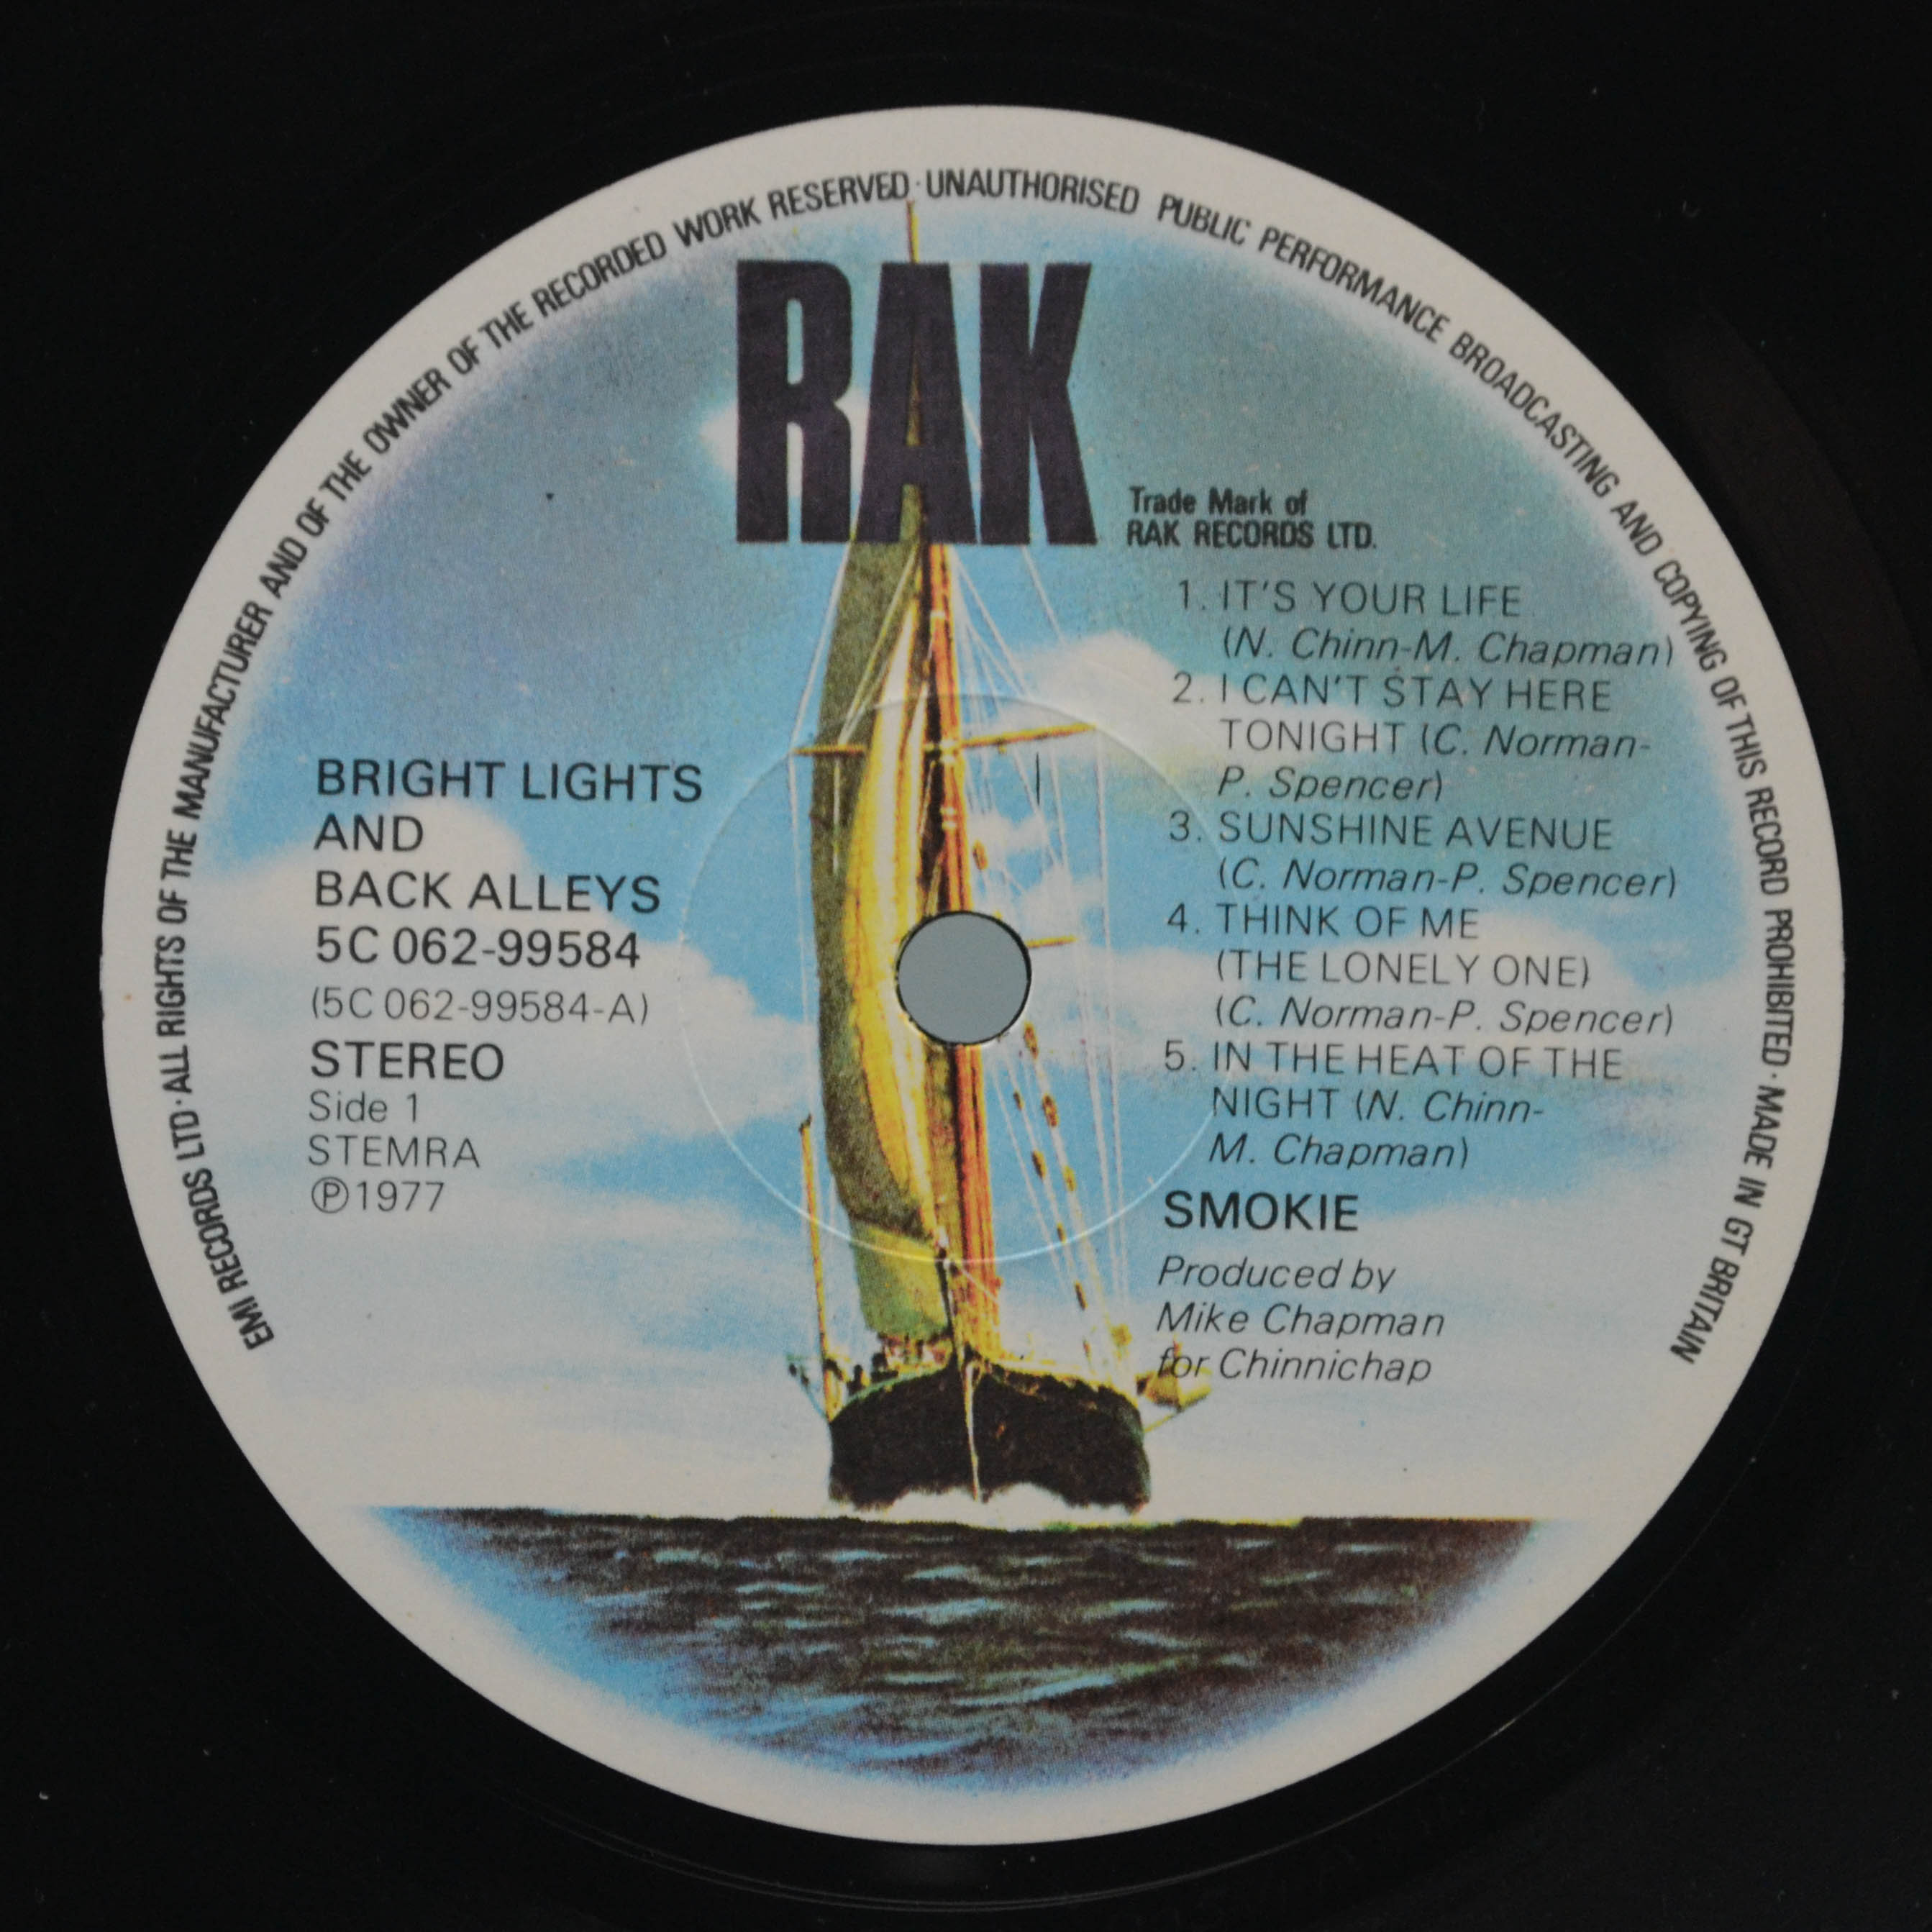 EMI RECORDS LTD · ALL RIGHTS OF THE MANUFACTURER AND OF THE OWNER OF THE RECORDED WORK RESERVED · UNAUTHORISED PUBLIC PERFORMANCE BROADCASTING AND COPYING OF THIS RECORD PROHIBITED · MADE IN GT BRITAIN
RAK
Trade Mark of
RAK RECORDS LTD.
BRIGHT LIGHTS
AND
BACK ALLEYS
5C 062-99584
(5C 062-99584-A)
STEREO
Side 1
STEMRA
Ⓟ1977
1. IT'S YOUR LIFE
(N. Chinn-M. Chapman)
2. I CAN'T STAY HERE
TONIGHT (C. Norman-
P. Spencer)
3. SUNSHINE AVENUE
(C. Norman-P. Spencer)
4. THINK OF ME
(THE LONELY ONE)
(C. Norman-P. Spencer)
5. IN THE HEAT OF THE
NIGHT (N. Chinn-
M. Chapman)
SMOKIE
Produced by
Mike Chapman
for Chinnichap